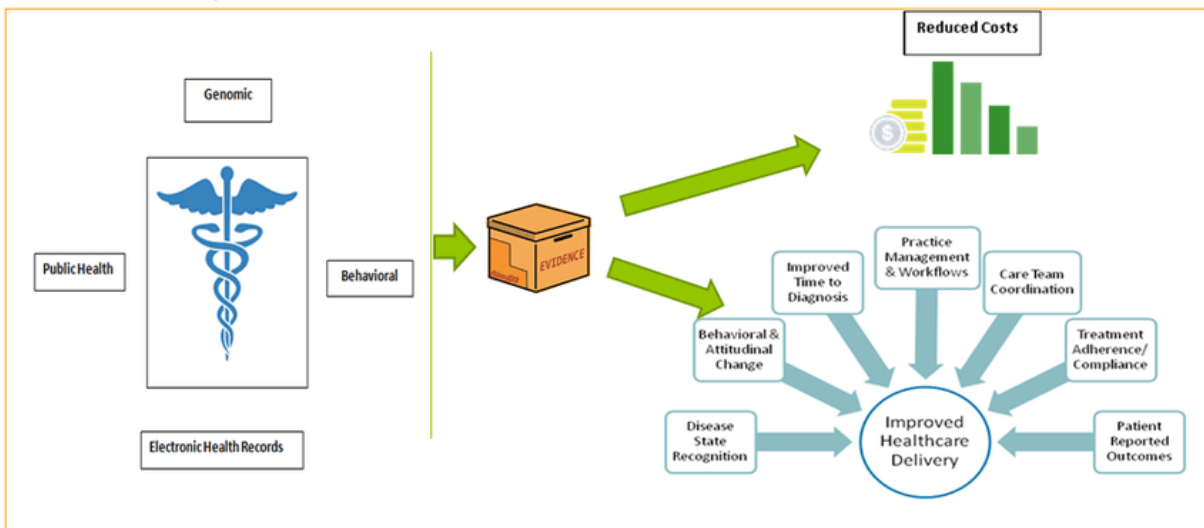 Reduced Costs
Genomic
Public Health
Behavioral
Electronic Health Records
EVIDENCE
$
Practice
Management
& Workflows
Improved
Time to
Diagnosis
Care Team
Coordination
Behavioral &
Attitudinal
Change
Treatment
Adherence/
Compliance
Disease
State
Recognition
Improved
Healthcare
Delivery
Patient
Reported
Outcomes